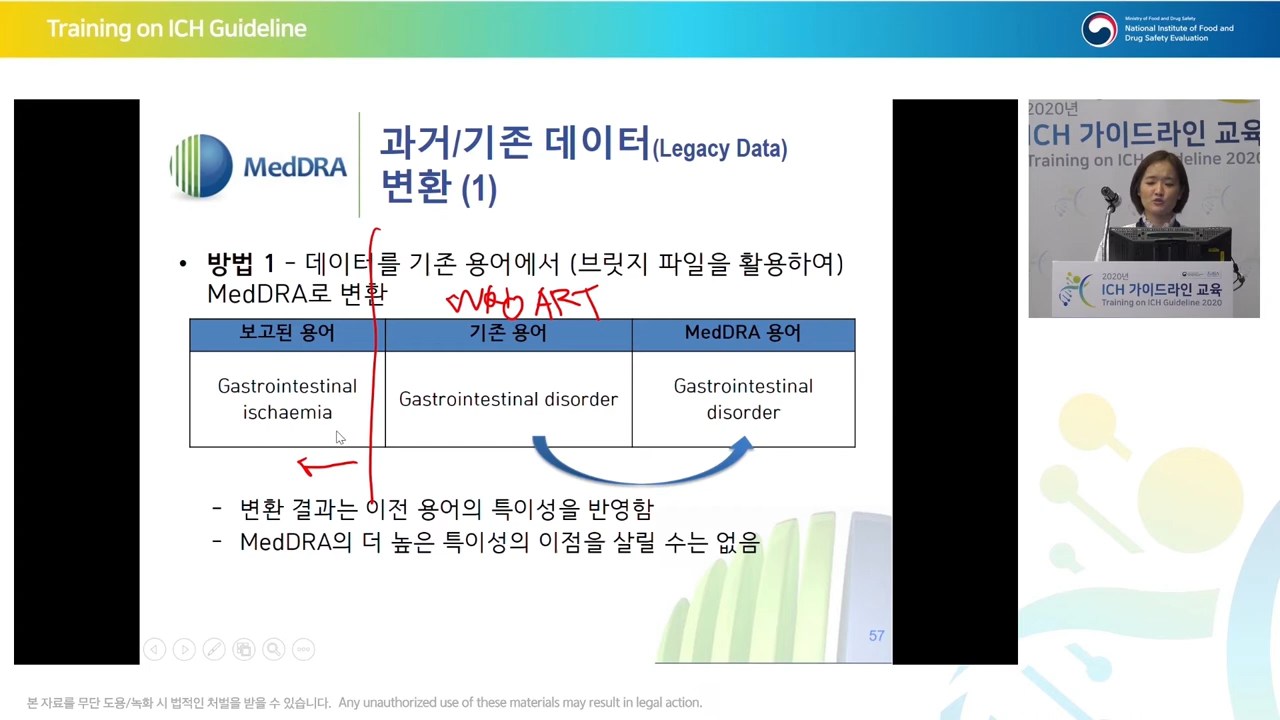 Training on ICH Guideline
Ministry of Food and Drug Safety
National Institute of Food and
Drug Safety Evaluation
MedDRA
과거/기존 데이터(Legacy Data)
변환 (1)
• 방법 1 – 데이터를 기존 용어에서 (브릿지 파일을 활용하여)
MedDRA로 변환
ART
보고된 용어 기존 용어 MedDRA 용어
Gastrointestinal
ischaemia
Gastrointestinal disorder
Gastrointestinal
disorder
- 변환 결과는 이전 용어의 특이성을 반영함
- MedDRA의 더 높은 특이성의 이점을 살릴 수는 없음
57
2020년
ICH 가이드라인 교육
Training on ICH Guideline 2020
2020년
ICH 가이드라인 교육
Training on ICH Guideline 2020
본 자료를 무단 도용/녹화 시 법적인 처벌을 받을 수 있습니다. Any unauthorized use of these materials may result in legal action.